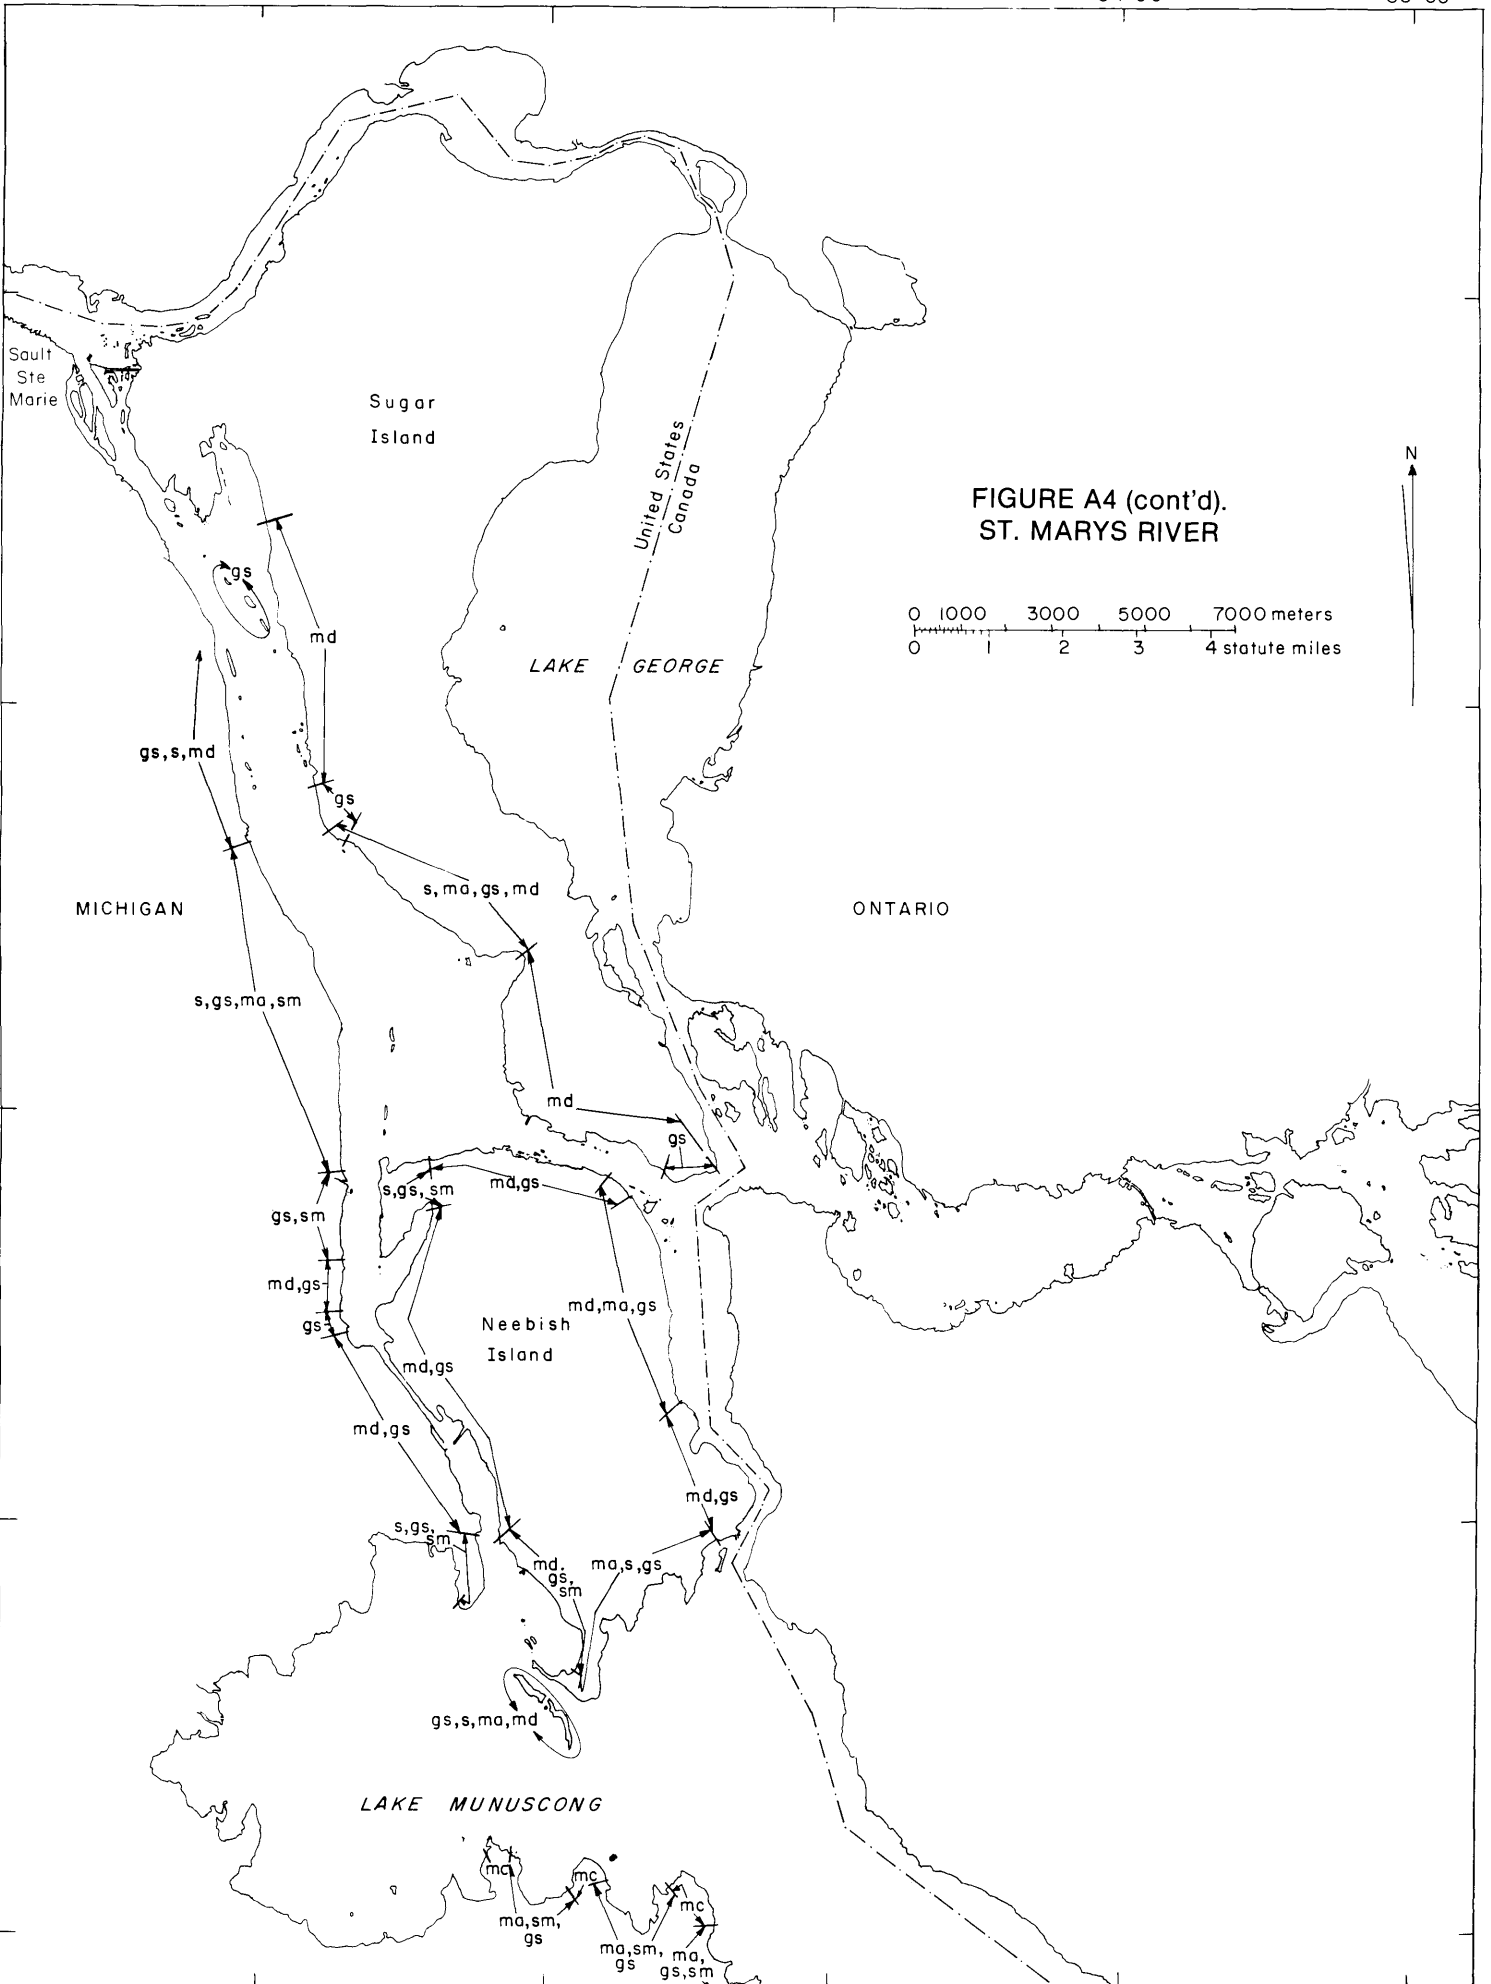 Sault
Ste
Marie
Sugar
Island
United States
Canada
N
FIGURE A4 (cont'd).
ST. MARYS RIVER
gs
0 1000 3000 5000 7000 meters
0 1 2 3 4 statute miles
md
LAKE GEORGE
gs,s,md
gs
s,ma,gs,md
MICHIGAN
ONTARIO
s,gs,ma,sm
md
gs
s,gs,sm
md,gs
gs,sm
md,gs
md,ma,gs
gs
Neebish
Island
md,gs
md,gs
md,gs
s,gs,
sm
md.
gs,
sm
ma,s,gs
gs,s,ma,md
LAKE MUNUSCONG
mc
mc
mc
ma,sm,
gs
ma,sm,
gs
ma,
gs,sm